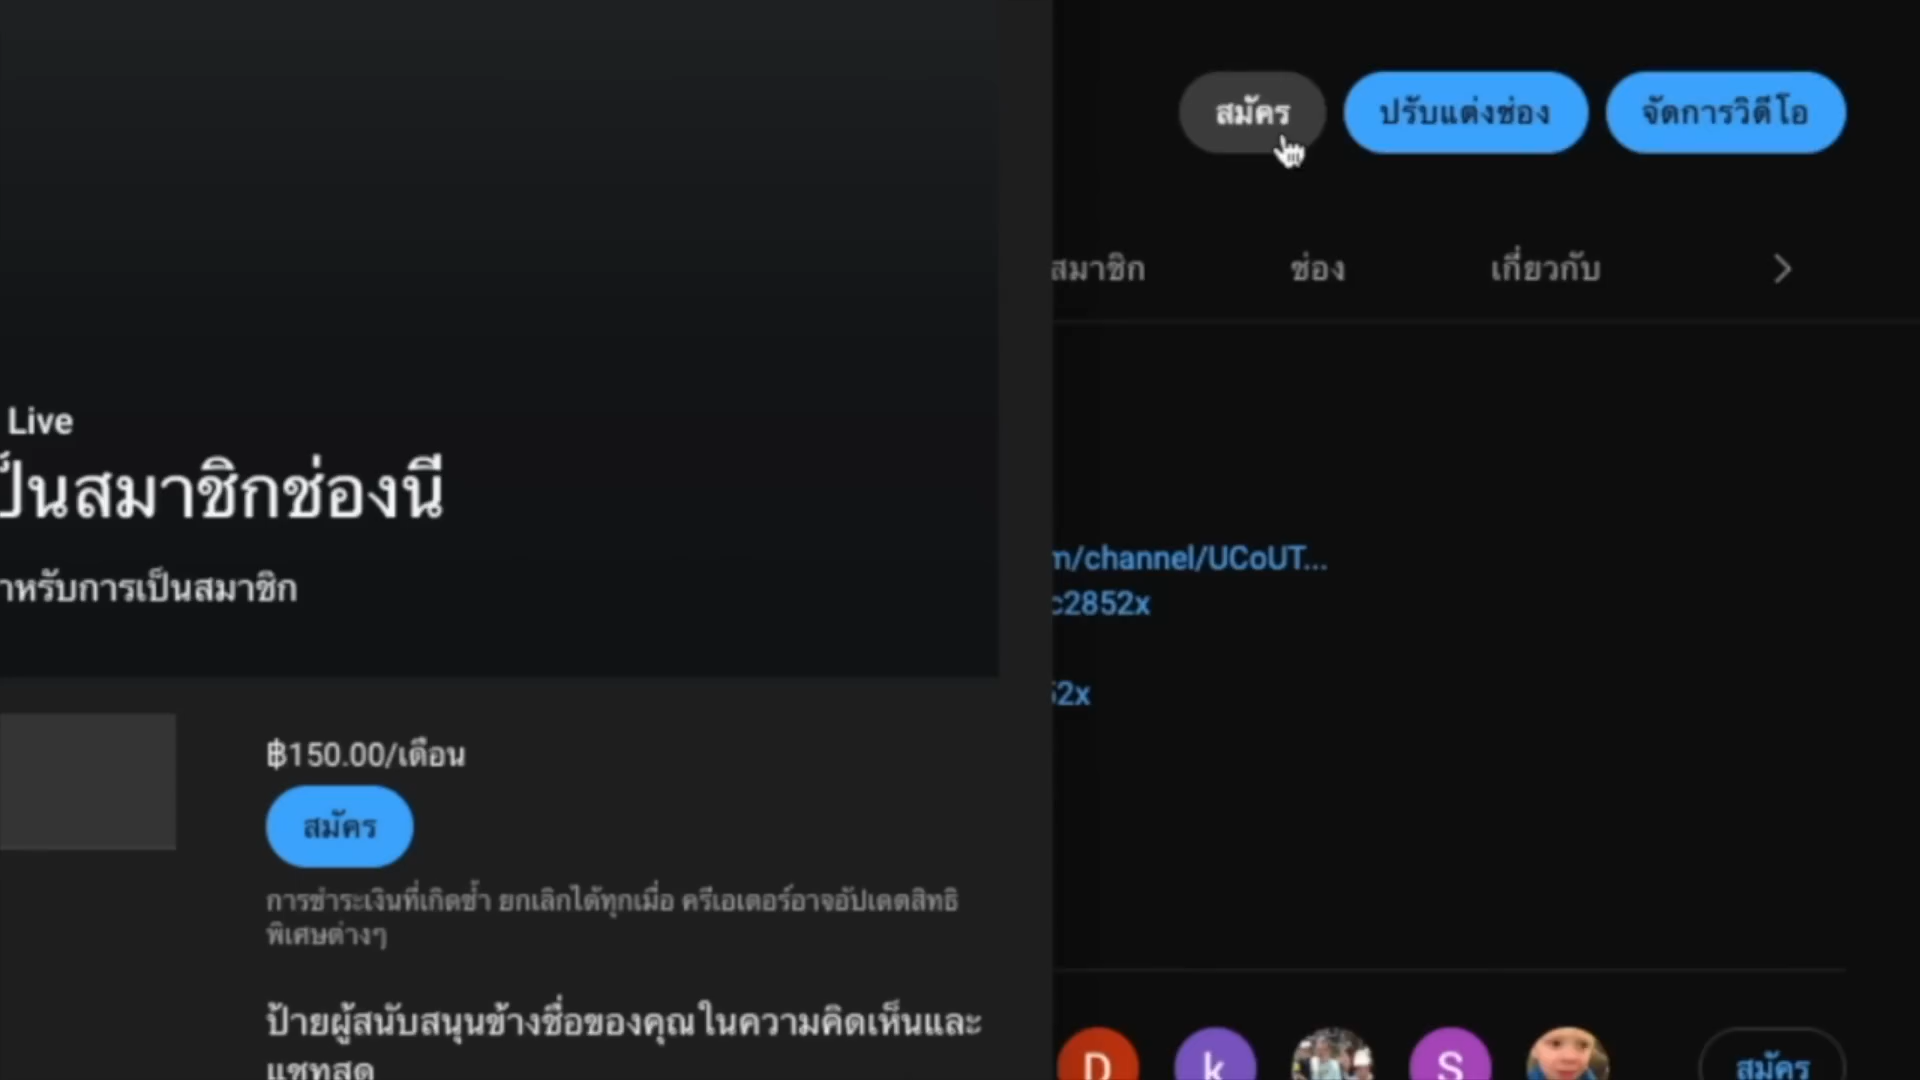 สมัคร
ปรับแต่งช่อง
จัดการวิดีโอ
สมาชิก
ช่อง
เกี่ยวกับ
Live
ป็นสมาชิกช่องนี้
าหรับการเป็นสมาชิก
m/channel/UCoUT...
c2852x
52x
฿150.00/เดือน
สมัคร
การชำระเงินที่เกิดซ้ำ ยกเลิกได้ทุกเมื่อ ครีเอเตอร์อาจอัปเดตสิทธิ
พิเศษต่างๆ
ป้ายผู้สนับสนุนข้างชื่อของคุณในความคิดเห็นและ
แชทสด
D
k
S
สมัคร